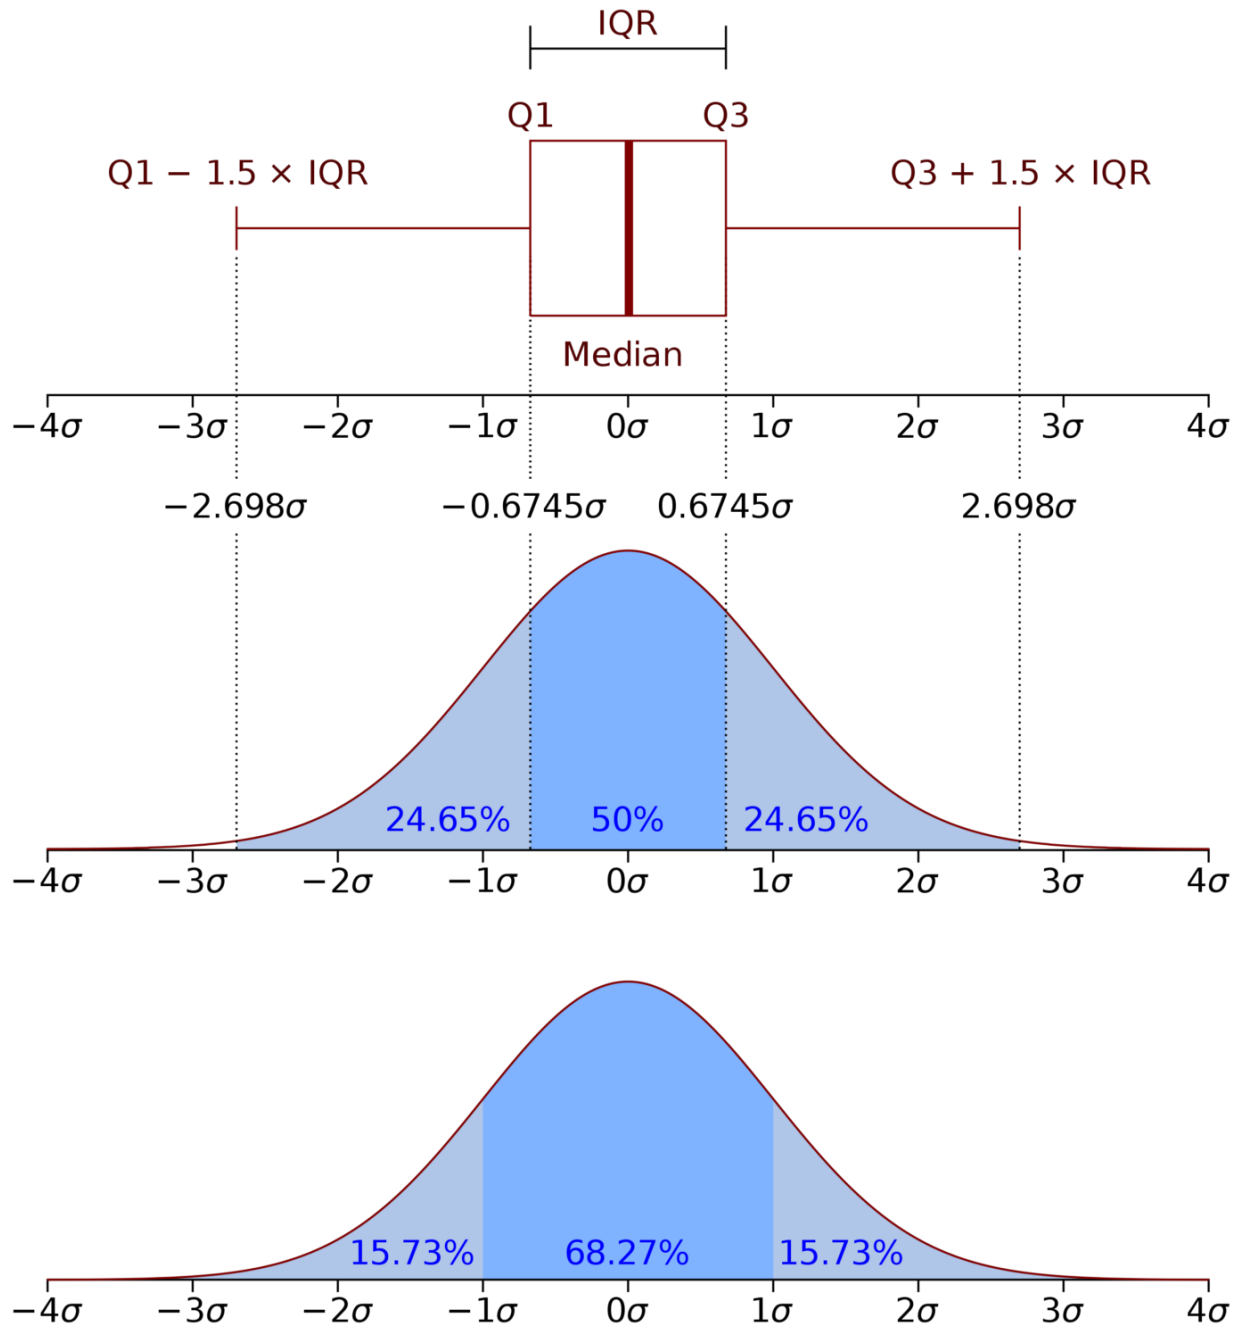 IQR
Q1 Q3
Q1 − 1.5 × IQR Q3 + 1.5 × IQR
Median
−4σ −3σ −2σ −1σ 0σ 1σ 2σ 3σ 4σ
−2.698σ −0.6745σ 0.6745σ 2.698σ
24.65% 50% 24.65%
−4σ −3σ −2σ −1σ 0σ 1σ 2σ 3σ 4σ
15.73% 68.27% 15.73%
−4σ −3σ −2σ −1σ 0σ 1σ 2σ 3σ 4σ